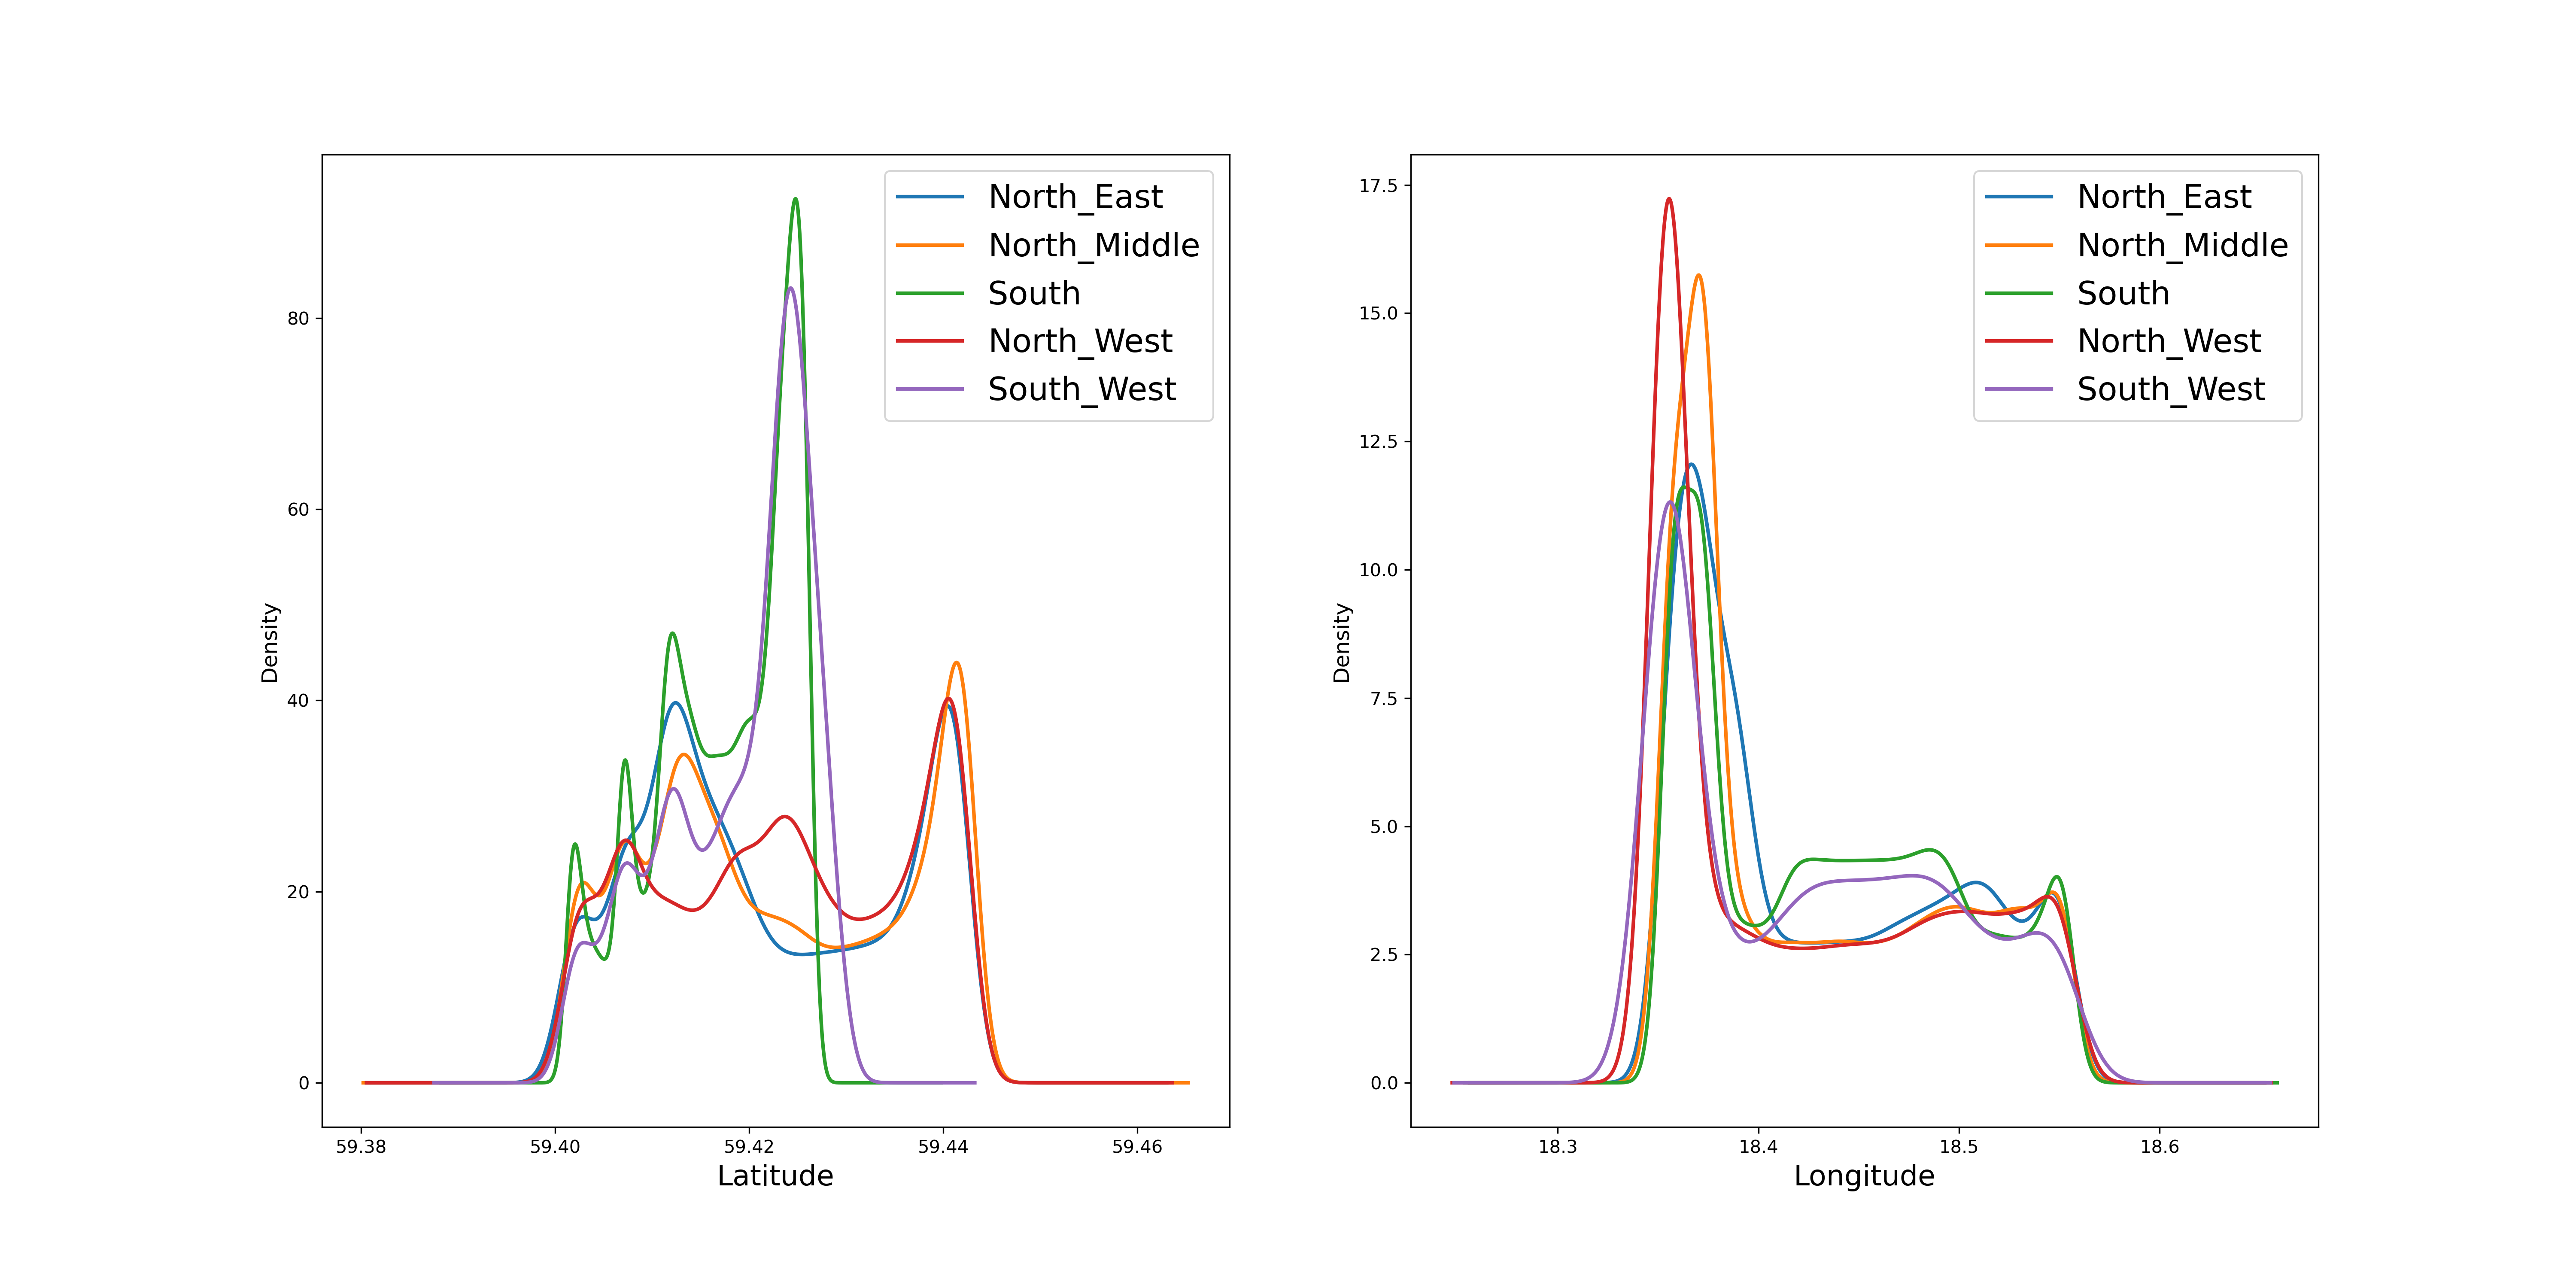 North_East
North_Middle
South
North_West
South_West
80
60
40
20
0
Density
59.38 59.40 59.42 59.44 59.46
Latitude
North_East
North_Middle
South
North_West
South_West
17.5
15.0
12.5
10.0
7.5
5.0
2.5
0.0
Density
18.3 18.4 18.5 18.6
Longitude